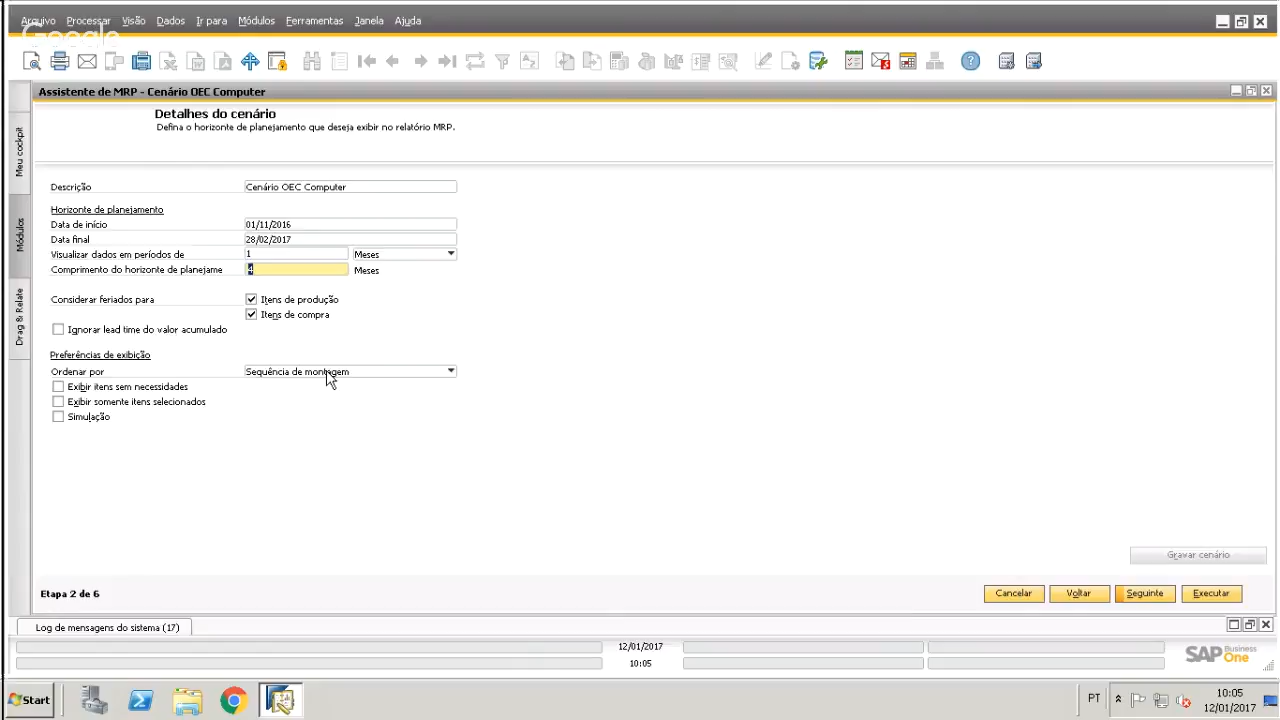 Arquivo Processar Visão Dados Ir para Módulos Ferramentas Janela Ajuda
Google
Assistente de MRP - Cenário OEC Computer
Detalhes do cenário
Defina o horizonte de planejamento que deseja exibir no relatório MRP.
Meu cockpit
Módulos
Drag & Relate
Descrição Cenário OEC Computer
Horizonte de planejamento
Data de início 01/11/2016
Data final 28/02/2017
Visualizar dados em períodos de 1 Meses
Comprimento do horizonte de planejame 4 Meses
Considerar feriados para Itens de produção
Itens de compra
Ignorar lead time do valor acumulado
Preferências de exibição
Ordenar por Sequência de montagem
Exibir itens sem necessidades
Exibir somente itens selecionados
Simulação
Gravar cenário
Etapa 2 de 6 Cancelar Voltar Seguinte Executar
Log de mensagens do sistema (17)
12/01/2017
10:05
SAP Business One
Start PT 10:05
12/01/2017